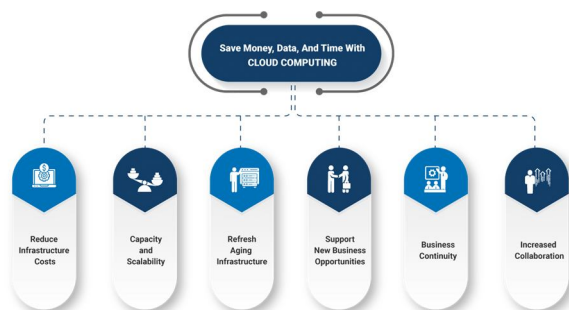 Save Money, Data, And Time With
CLOUD COMPUTING
Reduce
Infrastructure
Costs
Capacity
and
Scalability
Refresh
Aging
Infrastructure
Support
New Business
Opportunities
Business
Continuity
Increased
Collaboration